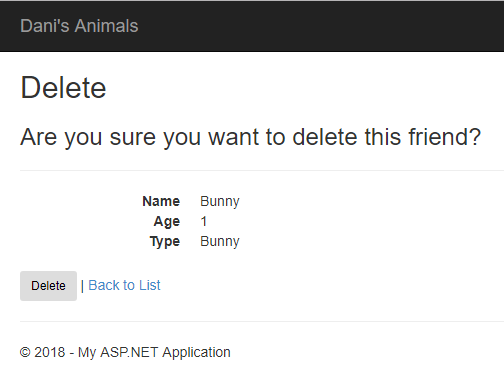 Dani's Animals
Delete
Are you sure you want to delete this friend?
Name Bunny
Age 1
Type Bunny
Delete | Back to List
© 2018 - My ASP.NET Application